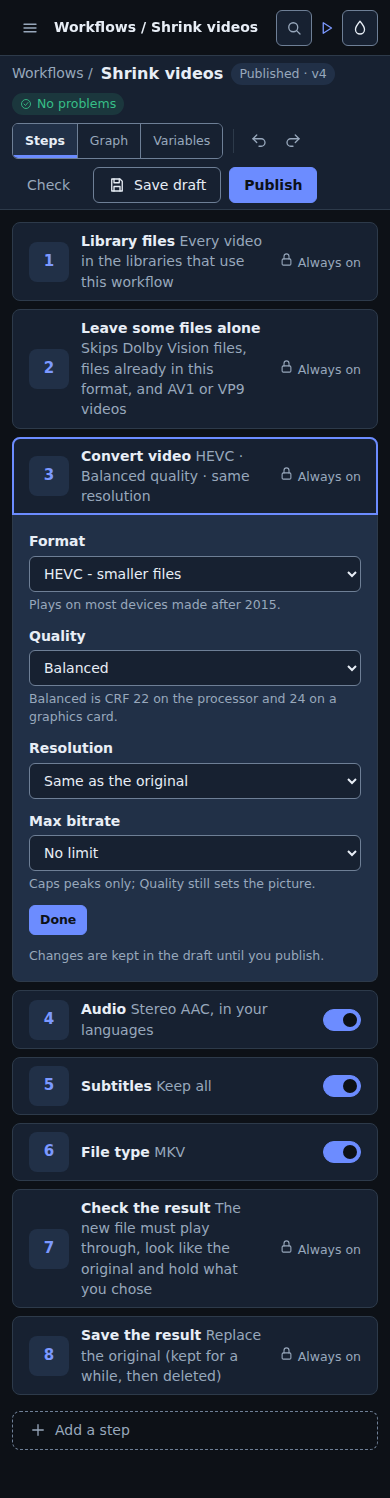 Workflows / Shrink videos
Workflows / Shrink videos Published · v4
No problems
Steps Graph Variables
Check Save draft Publish
1
Library files Every video
in the libraries that use
this workflow
Always on
2
Leave some files alone
Skips Dolby Vision files,
files already in this
format, and AV1 or VP9
videos
Always on
3
Convert video HEVC ·
Balanced quality · same
resolution
Always on
Format
HEVC - smaller files
Plays on most devices made after 2015.
Quality
Balanced
Balanced is CRF 22 on the processor and 24 on a
graphics card.
Resolution
Same as the original
Max bitrate
No limit
Caps peaks only; Quality still sets the picture.
Done
Changes are kept in the draft until you publish.
4
Audio Stereo AAC, in your
languages
5
Subtitles Keep all
6
File type MKV
7
Check the result The
new file must play
through, look like the
original and hold what
you chose
Always on
8
Save the result Replace
the original (kept for a
while, then deleted)
Always on
Add a step